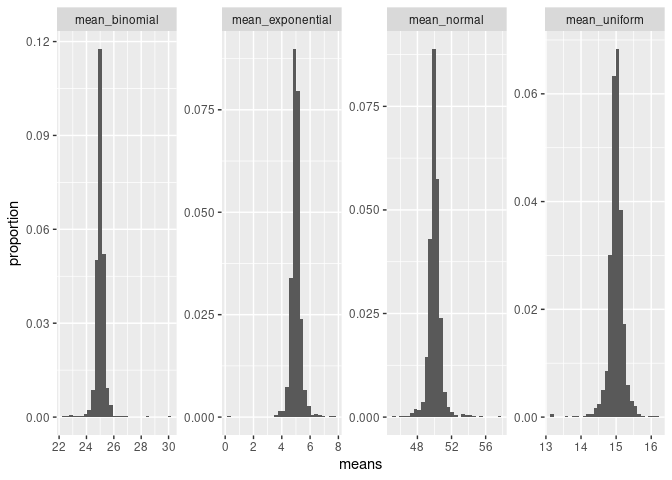 mean_binomial
mean_exponential
mean_normal
mean_uniform
proportion
0.12
0.09
0.06
0.03
0.00
0.075
0.050
0.025
0.000
0.075
0.050
0.025
0.000
0.06
0.04
0.02
0.00
22 24 26 28 30
0 2 4 6 8
48 52 56
13 14 15 16
means